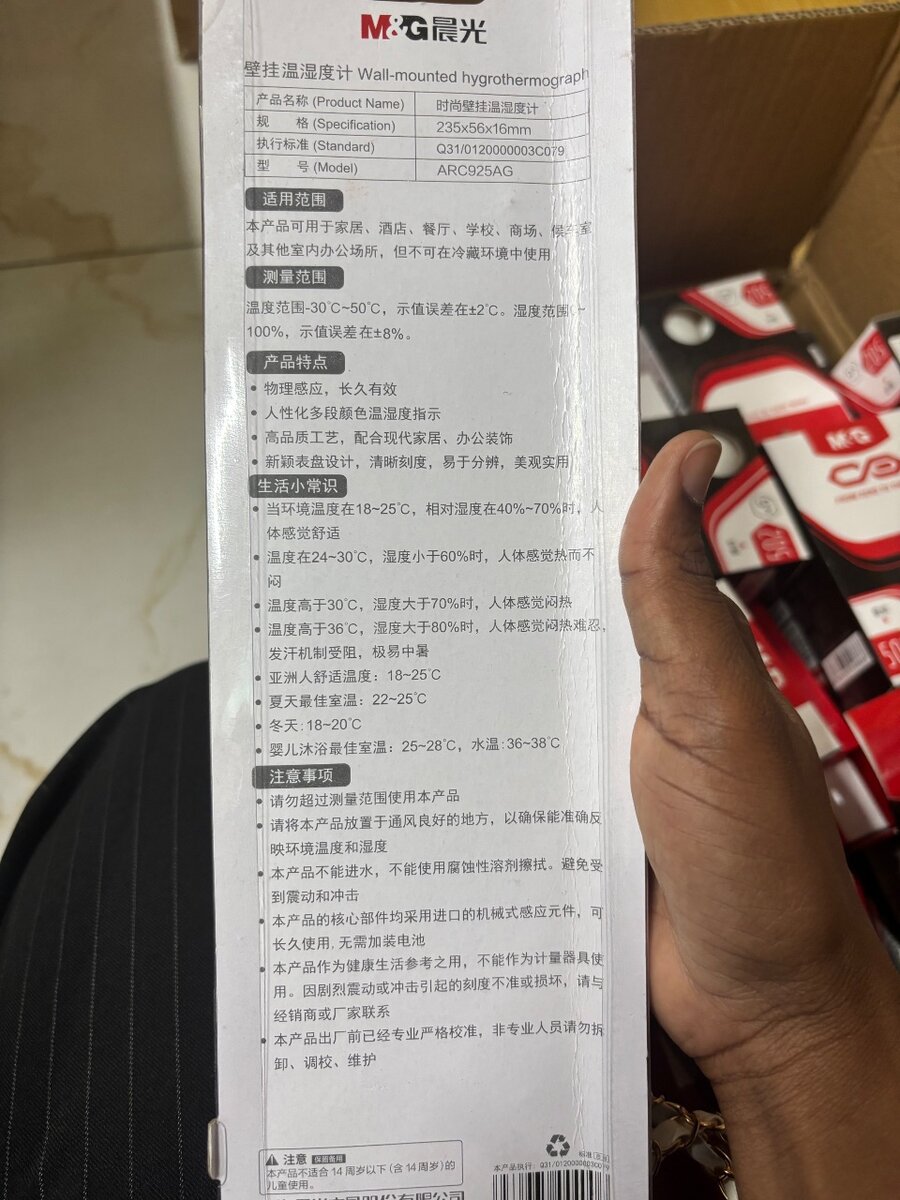 M&G晨光
壁挂温湿度计 Wall-mounted hygrothermograph
产品名称 (Product Name) 时尚壁挂温湿度计
规 格 (Specification) 235x56x16mm
执行标准 (Standard) Q31/0120000003C079
型 号 (Model) ARC925AG
适用范围
本产品可用于家居、酒店、餐厅、学校、商场、候车室
及其他室内办公场所，但不可在冷藏环境中使用
测量范围
温度范围-30℃~50℃，示值误差在±2℃。湿度范围0~
100%，示值误差在±8%。
产品特点
• 物理感应，长久有效
• 人性化多段颜色温湿度指示
• 高品质工艺，配合现代家居、办公装饰
• 新颖表盘设计，清晰刻度，易于分辨，美观实用
生活小常识
• 当环境温度在18~25℃，相对湿度在40%~70%时，人
体感觉舒适
• 温度在24~30℃，湿度小于60%时，人体感觉热而不
闷
• 温度高于30℃，湿度大于70%时，人体感觉闷热
• 温度高于36℃，湿度大于80%时，人体感觉闷热难忍，
发汗机制受阻，极易中暑
• 亚洲人舒适温度：18~25℃
• 夏天最佳室温：22~25℃
• 冬天:18~20℃
• 婴儿沐浴最佳室温：25~28℃，水温:36~38℃
注意事项
• 请勿超过测量范围使用本产品
• 请将本产品放置于通风良好的地方，以确保能准确反
映环境温度和湿度
• 本产品不能进水，不能使用腐蚀性溶剂擦拭。避免受
到震动和冲击
• 本产品的核心部件均采用进口的机械式感应元件，可
长久使用,无需加装电池
• 本产品作为健康生活参考之用，不能作为计量器具使
用。因剧烈震动或冲击引起的刻度不准或损坏，请与
经销商或厂家联系
• 本产品出厂前已经专业严格校准，非专业人员请勿拆
卸、调校、维护
注意 保留备用
本产品不适合14周岁以下(含14周岁)的
儿童使用。
本产品执行：Q31/0120000003C079
股份有限公司
M&G
205
205
50